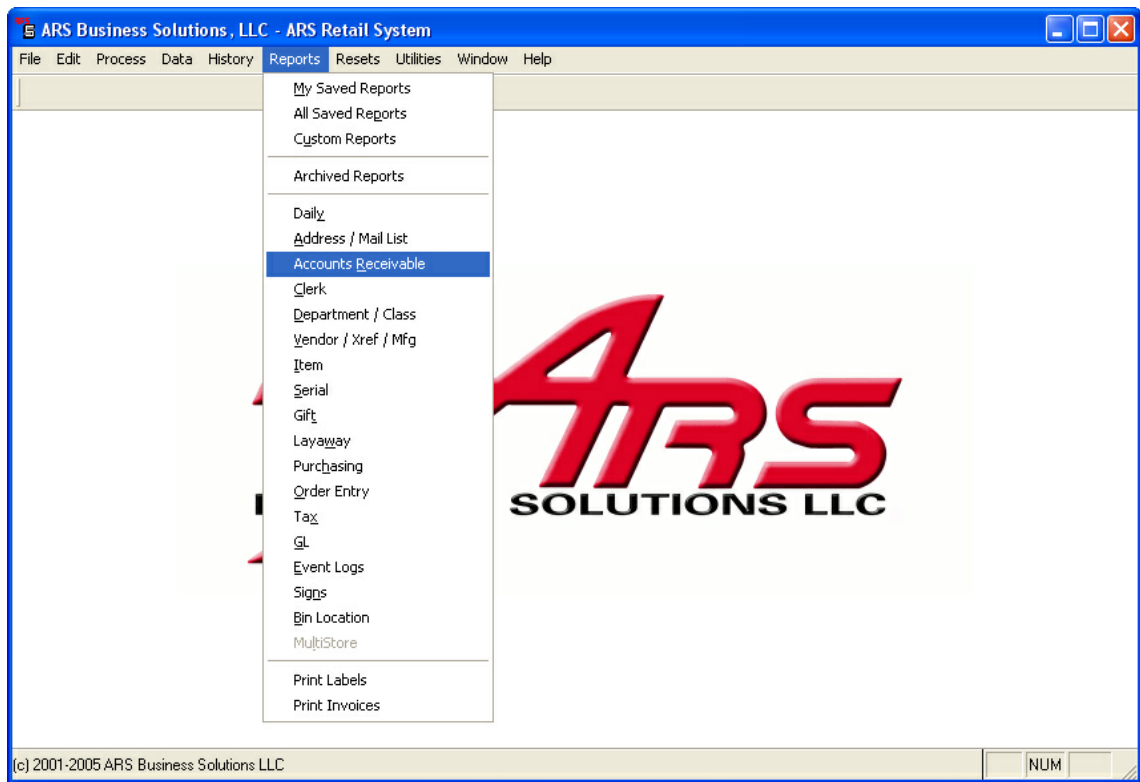 ARS Business Solutions, LLC - ARS Retail System
File Edit Process Data History Reports Resets Utilities Window Help
My Saved Reports
All Saved Reports
Custom Reports
Archived Reports
Daily
Address / Mail List
Accounts Receivable
Clerk
Department / Class
Vendor / Xref / Mfg
Item
Serial
Gift
Layaway
Purchasing
Order Entry
Tax
GL
Event Logs
Signs
Bin Location
MultiStore
Print Labels
Print Invoices
ARS
SOLUTIONS LLC
(c) 2001-2005 ARS Business Solutions LLC NUM